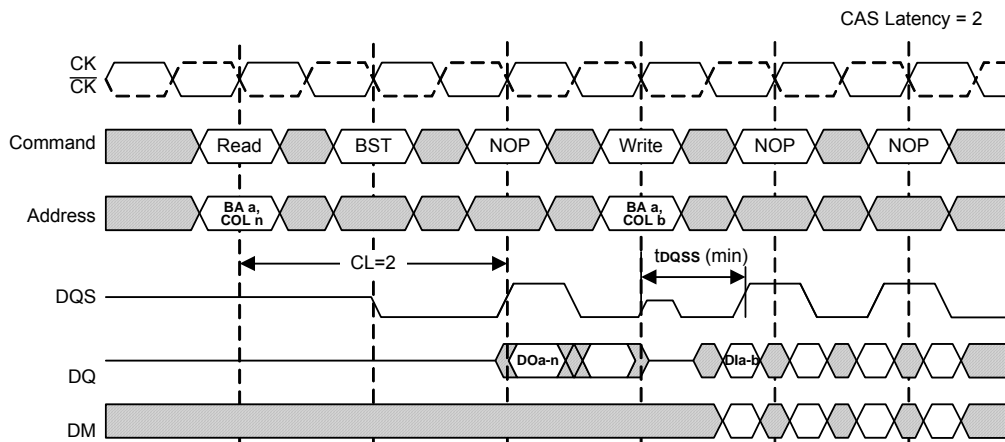 CAS Latency = 2
CK
CK
Command
Read
BST
NOP
Write
NOP
NOP
Address
BA a,
COL n
BA a,
COL b
CL=2
tDQSS (min)
DQS
DQ
DOa-n
DIa-b
DM